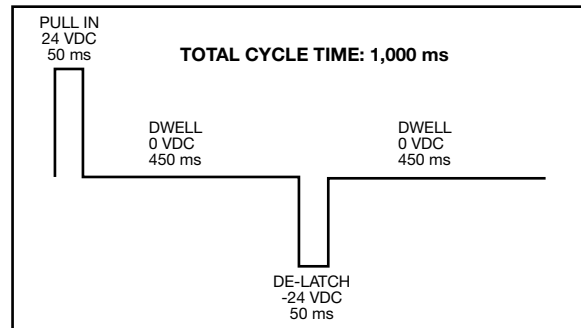 PULL IN
24 VDC
50 ms
TOTAL CYCLE TIME: 1,000 ms
DWELL
0 VDC
450 ms
DWELL
0 VDC
450 ms
DE-LATCH
-24 VDC
50 ms